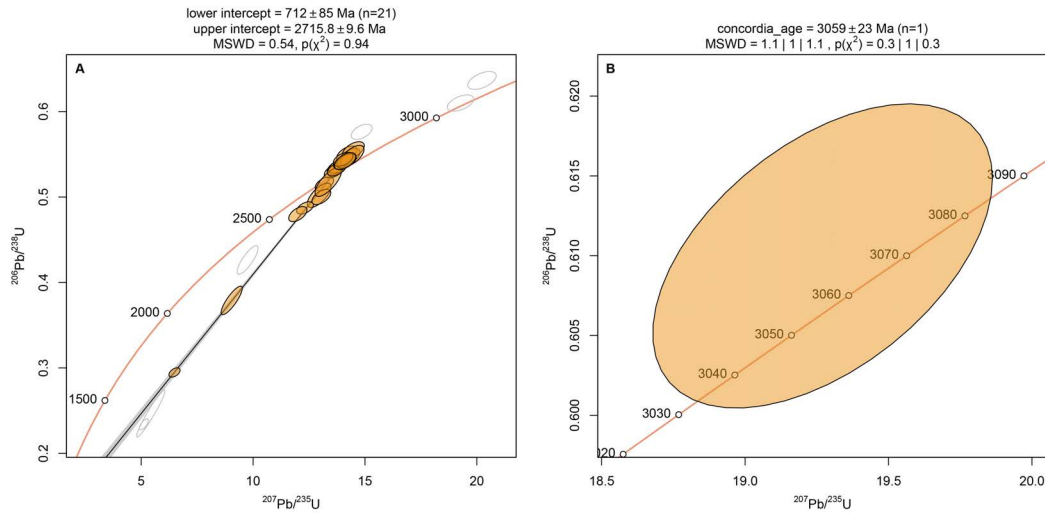 lower intercept = 712 ± 85 Ma (n=21)
upper intercept = 2715.8 ± 9.6 Ma
MSWD = 0.54, p(χ²) = 0.94
A
²⁰⁶Pb/²³⁸U
0.6
0.5
0.4
0.3
0.2
3000
2500
2000
1500
5
10
15
20
²⁰⁷Pb/²³⁵U
concordia_age = 3059 ± 23 Ma (n=1)
MSWD = 1.1 | 1 | 1.1 , p(χ²) = 0.3 | 1 | 0.3
B
²⁰⁶Pb/²³⁸U
0.620
0.615
0.610
0.605
0.600
3090
3080
3070
3060
3050
3040
3030
020
18.5
19.0
19.5
20.0
²⁰⁷Pb/²³⁵U